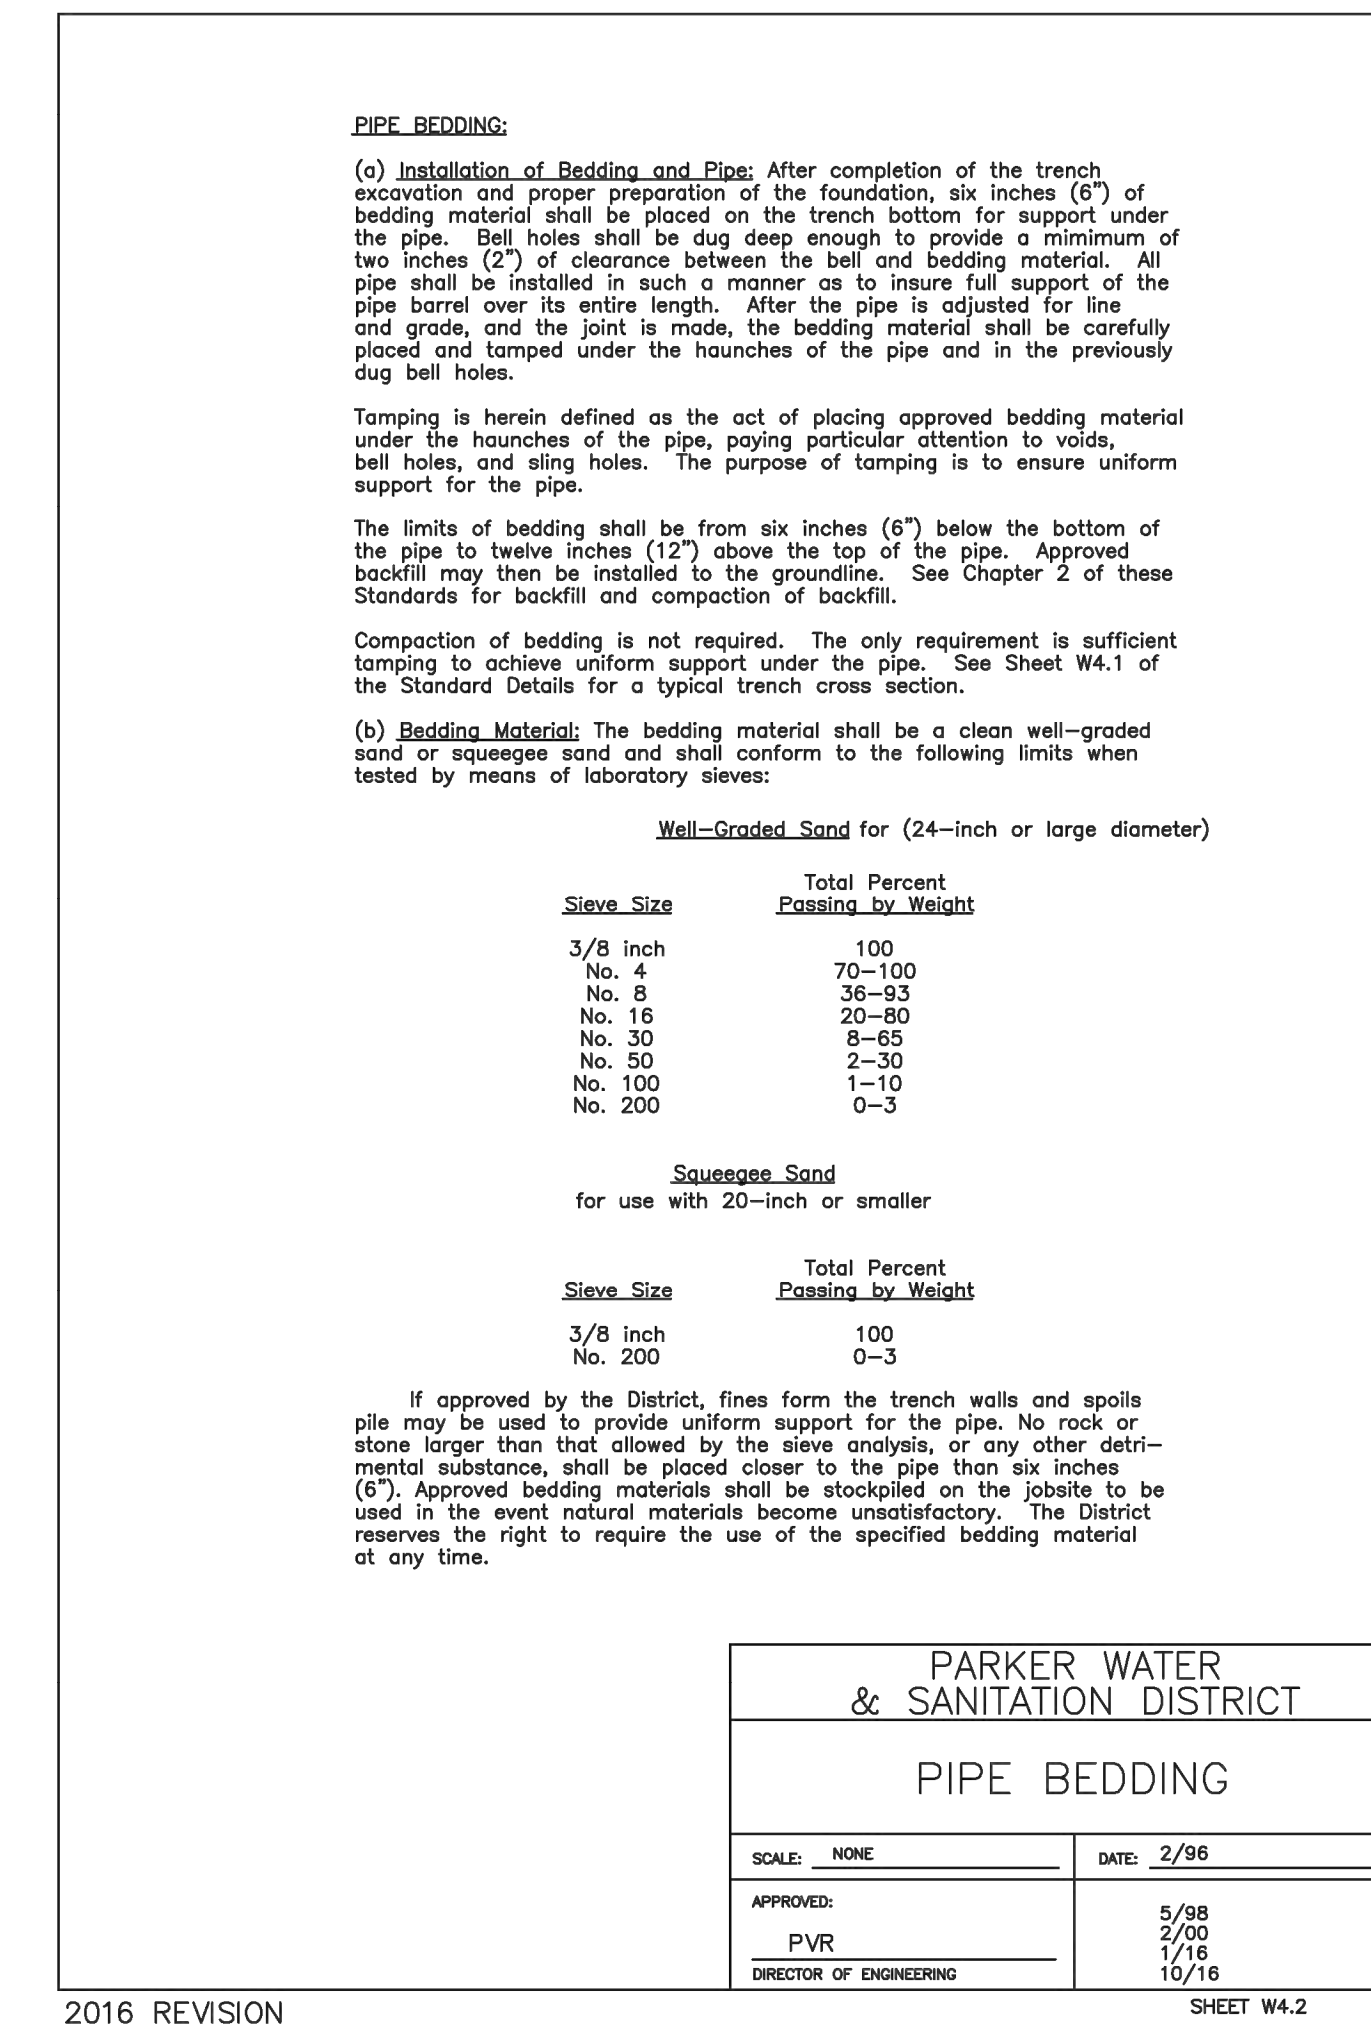 PIPE BEDDING:
(a) Installation of Bedding and Pipe: After completion of the trench
excavation and proper preparation of the foundation, six inches (6") of
bedding material shall be placed on the trench bottom for support under
the pipe. Bell holes shall be dug deep enough to provide a mimimum of
two inches (2") of clearance between the bell and bedding material. All
pipe shall be installed in such a manner as to insure full support of the
pipe barrel over its entire length. After the pipe is adjusted for line
and grade, and the joint is made, the bedding material shall be carefully
placed and tamped under the haunches of the pipe and in the previously
dug bell holes.
Tamping is herein defined as the act of placing approved bedding material
under the haunches of the pipe, paying particular attention to voids,
bell holes, and sling holes. The purpose of tamping is to ensure uniform
support for the pipe.
The limits of bedding shall be from six inches (6") below the bottom of
the pipe to twelve inches (12") above the top of the pipe. Approved
backfill may then be installed to the groundline. See Chapter 2 of these
Standards for backfill and compaction of backfill.
Compaction of bedding is not required. The only requirement is sufficient
tamping to achieve uniform support under the pipe. See Sheet W4.1 of
the Standard Details for a typical trench cross section.
(b) Bedding Material: The bedding material shall be a clean well-graded
sand or squeegee sand and shall conform to the following limits when
tested by means of laboratory sieves:
Well-Graded Sand for (24-inch or large diameter)
Total Percent
Sieve Size Passing by Weight
3/8 inch 100
No. 4 70-100
No. 8 36-93
No. 16 20-80
No. 30 8-65
No. 50 2-30
No. 100 1-10
No. 200 0-3
Squeegee Sand
for use with 20-inch or smaller
Total Percent
Sieve Size Passing by Weight
3/8 inch 100
No. 200 0-3
If approved by the District, fines form the trench walls and spoils
pile may be used to provide uniform support for the pipe. No rock or
stone larger than that allowed by the sieve analysis, or any other detri-
mental substance, shall be placed closer to the pipe than six inches
(6"). Approved bedding materials shall be stockpiled on the jobsite to be
used in the event natural materials become unsatisfactory. The District
reserves the right to require the use of the specified bedding material
at any time.
PARKER WATER
& SANITATION DISTRICT
PIPE BEDDING
SCALE: NONE DATE: 2/96
APPROVED:
5/98
2/00
PVR
1/16
DIRECTOR OF ENGINEERING 10/16
2016 REVISION SHEET W4.2